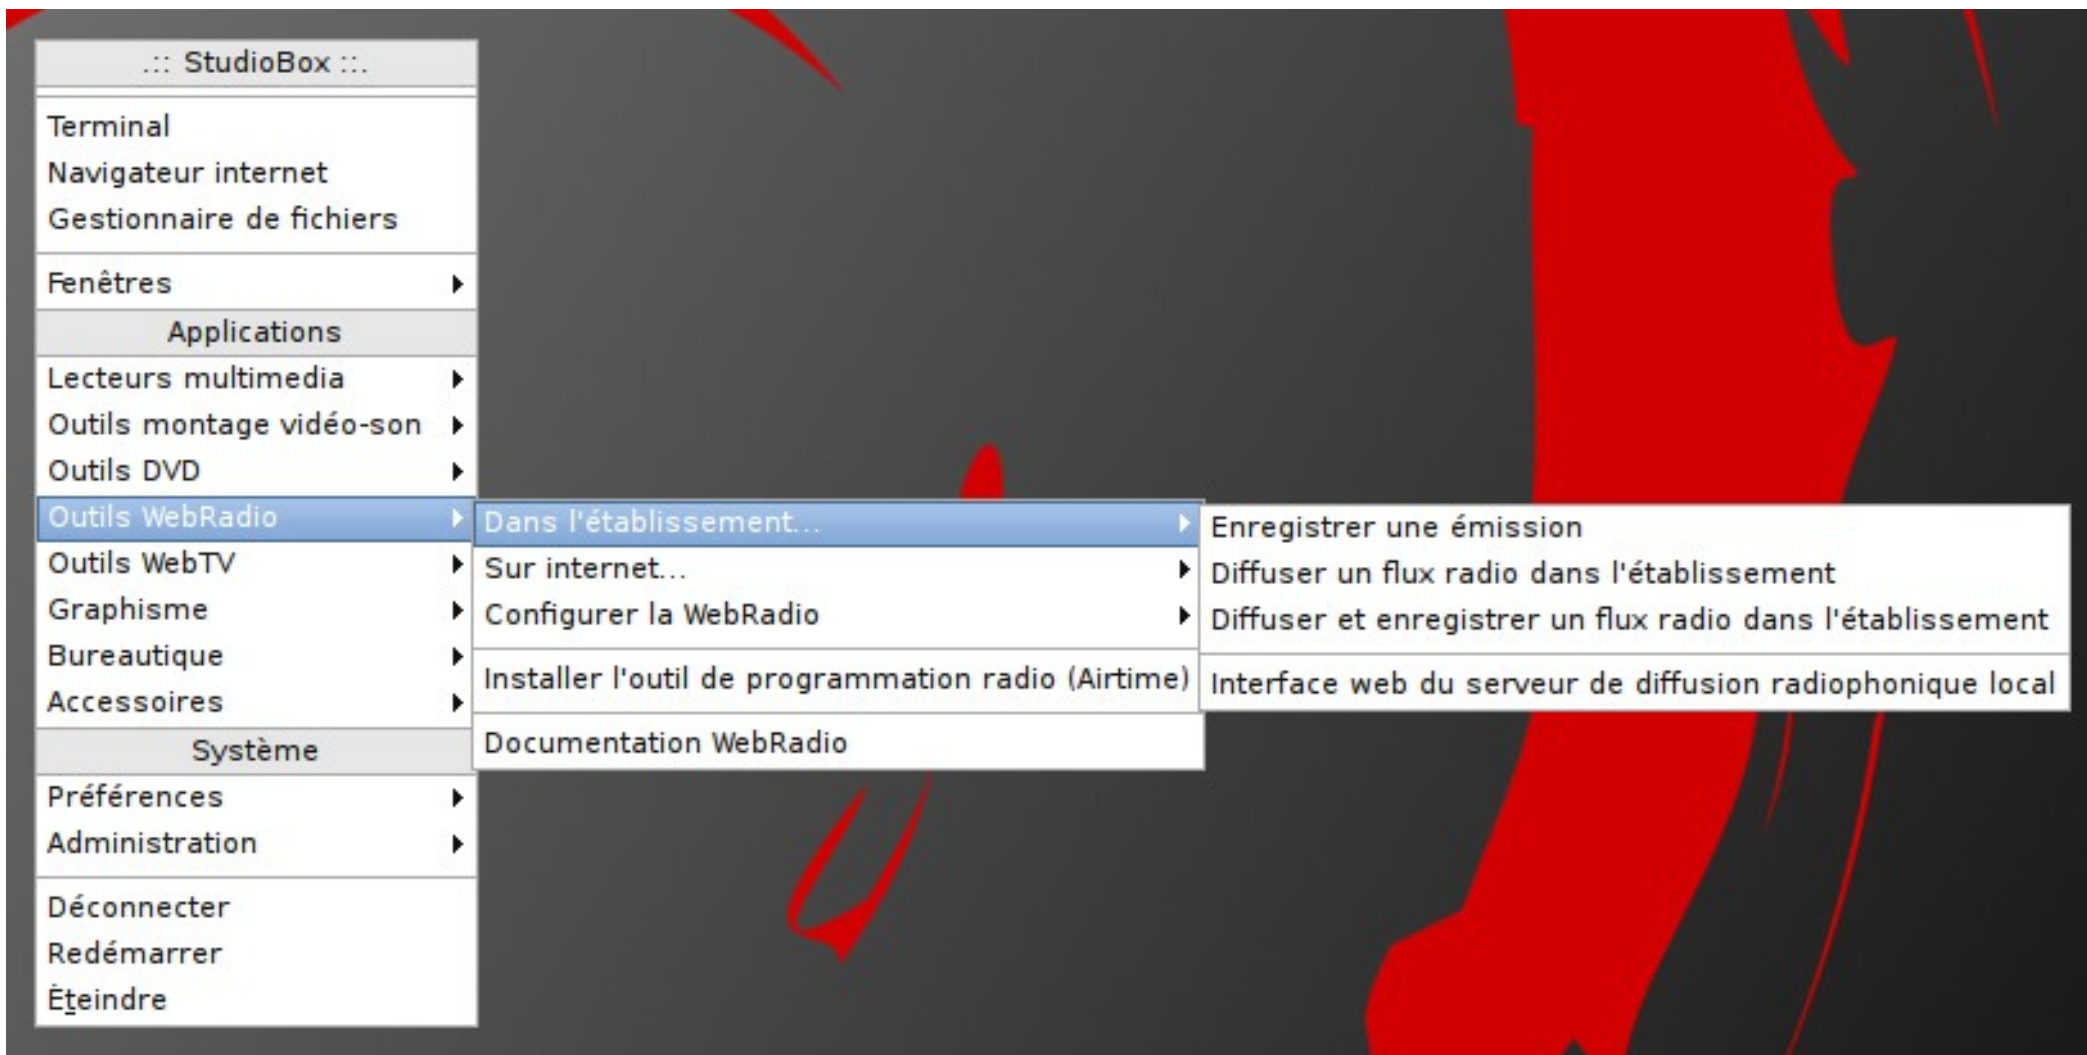 .:: StudioBox ::.
Terminal
Navigateur internet
Gestionnaire de fichiers
Fenêtres
Applications
Lecteurs multimedia
Outils montage vidéo-son
Outils DVD
Outils WebRadio
Outils WebTV
Graphisme
Bureautique
Accessoires
Système
Préférences
Administration
Déconnecter
Redémarrer
Éteindre
Dans l'établissement...
Sur internet...
Configurer la WebRadio
Installer l'outil de programmation radio (Airtime)
Documentation WebRadio
Enregistrer une émission
Diffuser un flux radio dans l'établissement
Diffuser et enregistrer un flux radio dans l'établissement
Interface web du serveur de diffusion radiophonique local